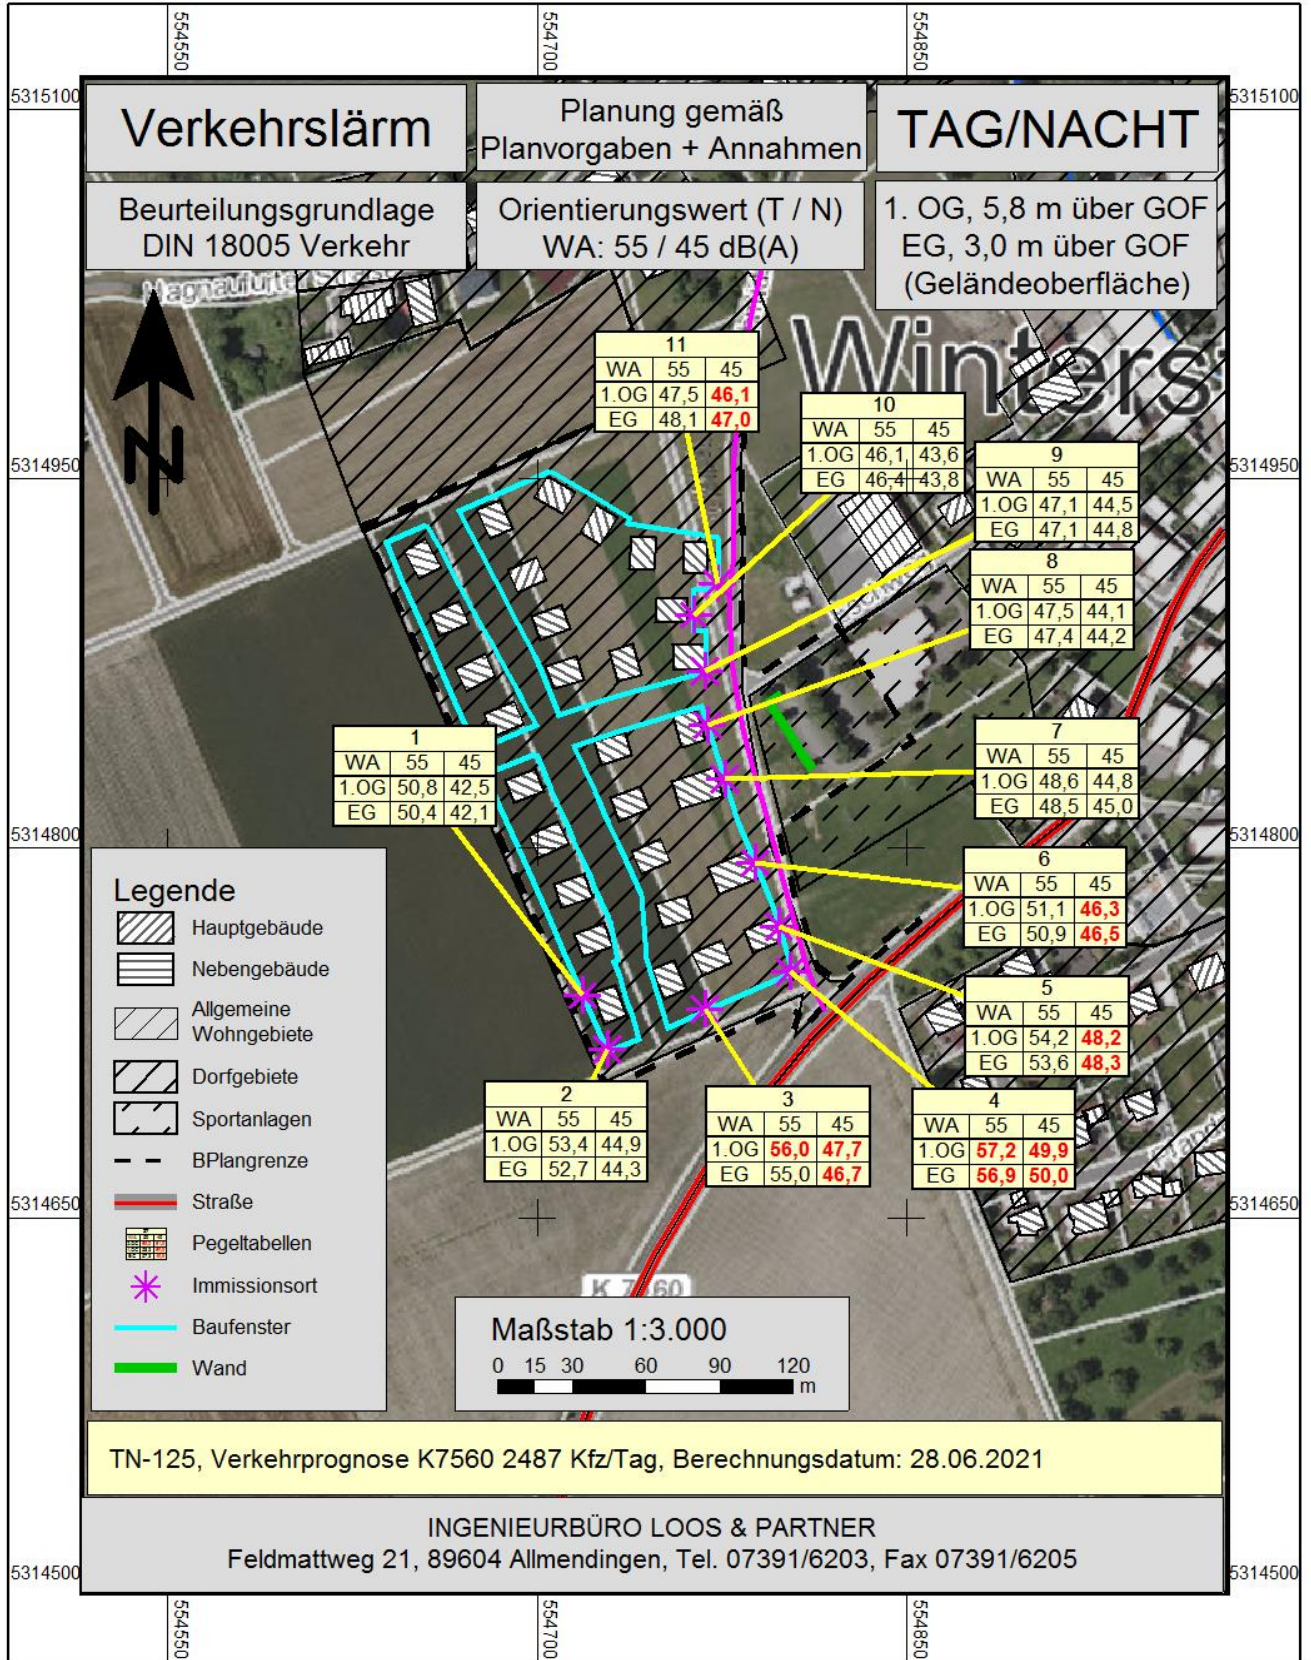 554550
554700
554850
5315100
5315100
Verkehrslärm
Planung gemäß
Planvorgaben + Annahmen
TAG/NACHT
Beurteilungsgrundlage
DIN 18005 Verkehr
Orientierungswert (T / N)
WA: 55 / 45 dB(A)
1. OG, 5,8 m über GOF
EG, 3,0 m über GOF
(Geländeoberfläche)
N
Winters
11
WA 55 45
1.OG 47,5 46,1
EG 48,1 47,0
10
WA 55 45
1.OG 46,1 43,6
EG 46,4 43,8
5314950
5314950
9
WA 55 45
1.OG 47,1 44,5
EG 47,1 44,8
8
WA 55 45
1.OG 47,5 44,1
EG 47,4 44,2
7
WA 55 45
1.OG 48,6 44,8
EG 48,5 45,0
1
WA 55 45
1.OG 50,8 42,5
EG 50,4 42,1
5314800
5314800
6
WA 55 45
1.OG 51,1 46,3
EG 50,9 46,5
5
WA 55 45
1.OG 54,2 48,2
EG 53,6 48,3
4
WA 55 45
1.OG 57,2 49,9
EG 56,9 50,0
3
WA 55 45
1.OG 56,0 47,7
EG 55,0 46,7
2
WA 55 45
1.OG 53,4 44,9
EG 52,7 44,3
Legende
Hauptgebäude
Nebengebäude
Allgemeine
Wohngebiete
Dorfgebiete
Sportanlagen
BPlangrenze
Straße
Pegeltabellen
Immissionsort
Baufenster
Wand
5314650
5314650
Maßstab 1:3.000
0 15 30 60 90 120
m
TN-125, Verkehrprognose K7560 2487 Kfz/Tag, Berechnungsdatum: 28.06.2021
INGENIEURBÜRO LOOS & PARTNER
Feldmattweg 21, 89604 Allmendingen, Tel. 07391/6203, Fax 07391/6205
5314500
5314500
554550
554700
554850